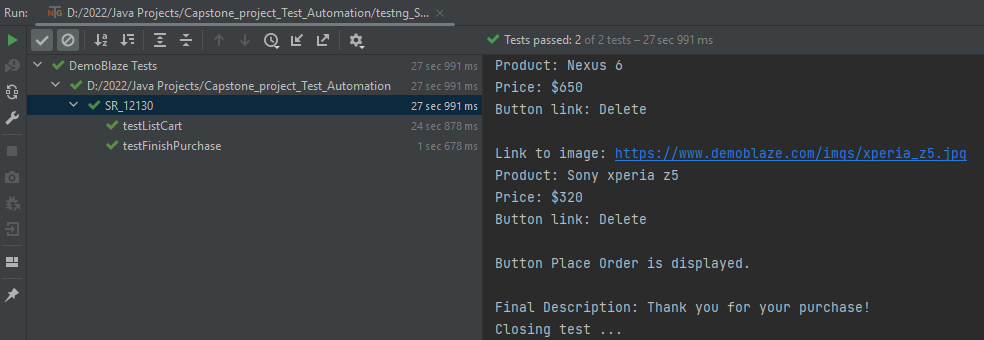 Run: D:/2022/Java Projects/Capstone_project_Test_Automation/testng_S...
Tests passed: 2 of 2 tests – 27 sec 991 ms
DemoBlaze Tests 27 sec 991 ms
D:/2022/Java Projects/Capstone_project_Test_Automation 27 sec 991 ms
SR_12130 27 sec 991 ms
testListCart 24 sec 878 ms
testFinishPurchase 1 sec 678 ms
Product: Nexus 6
Price: $650
Button link: Delete
Link to image: https://www.demoblaze.com/imgs/xperia_z5.jpg
Product: Sony xperia z5
Price: $320
Button link: Delete
Button Place Order is displayed.
Final Description: Thank you for your purchase!
Closing test ...